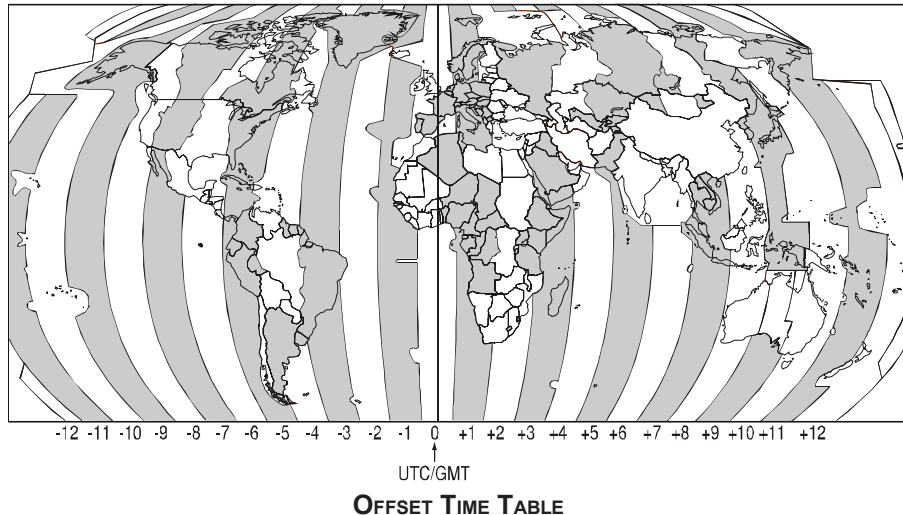 -12 -11 -10 -9 -8 -7 -6 -5 -4 -3 -2 -1 0 +1 +2 +3 +4 +5 +6 +7 +8 +9 +10 +11 +12
UTC/GMT
OFFSET TIME TABLE